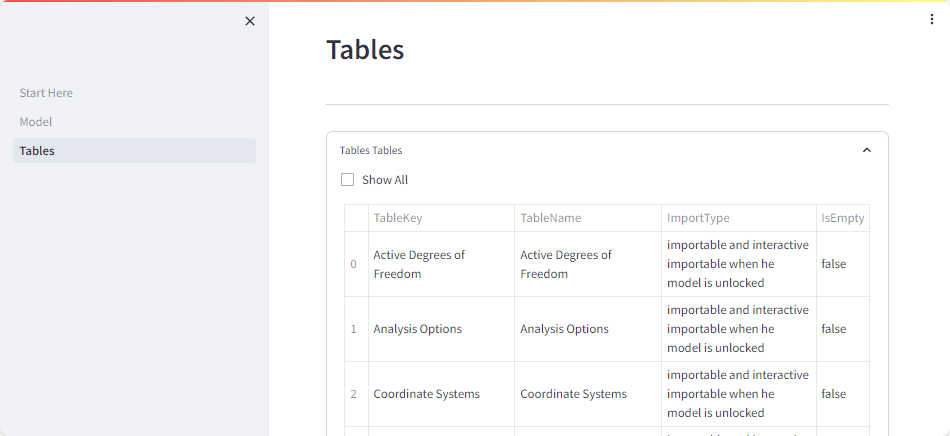 Start Here
Model
Tables
Tables
Tables Tables
Show All
TableKey TableName ImportType IsEmpty
0 Active Degrees of Freedom Active Degrees of Freedom importable and interactive importable when he model is unlocked false
1 Analysis Options Analysis Options importable and interactive importable when he model is unlocked false
2 Coordinate Systems Coordinate Systems importable and interactive importable when he model is unlocked false